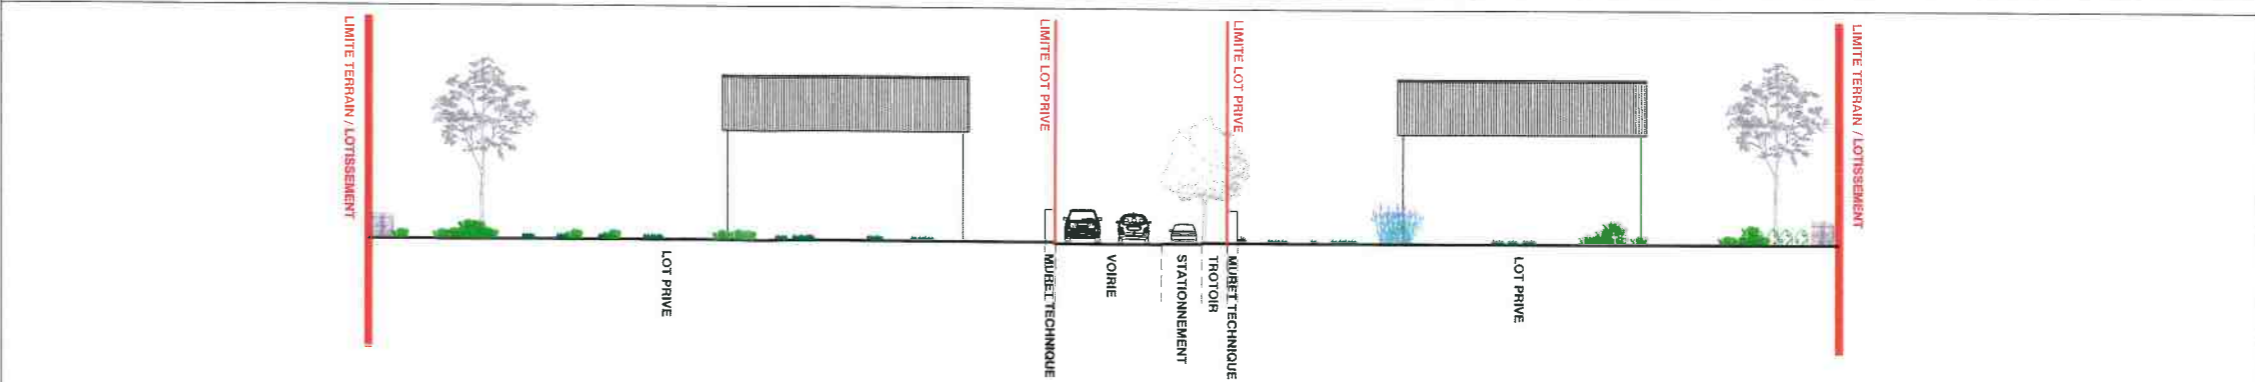 LIMITE TERRAIN / LOTISSEMENT
LIMITE LOT PRIVE
LIMITE LOT PRIVE
LIMITE TERRAIN / LOTISSEMENT
LOT PRIVE
MURET TECHNIQUE
VOIRIE
STATIONNEMENT
TROTOIR
MURET TECHNIQUE
LOT PRIVE